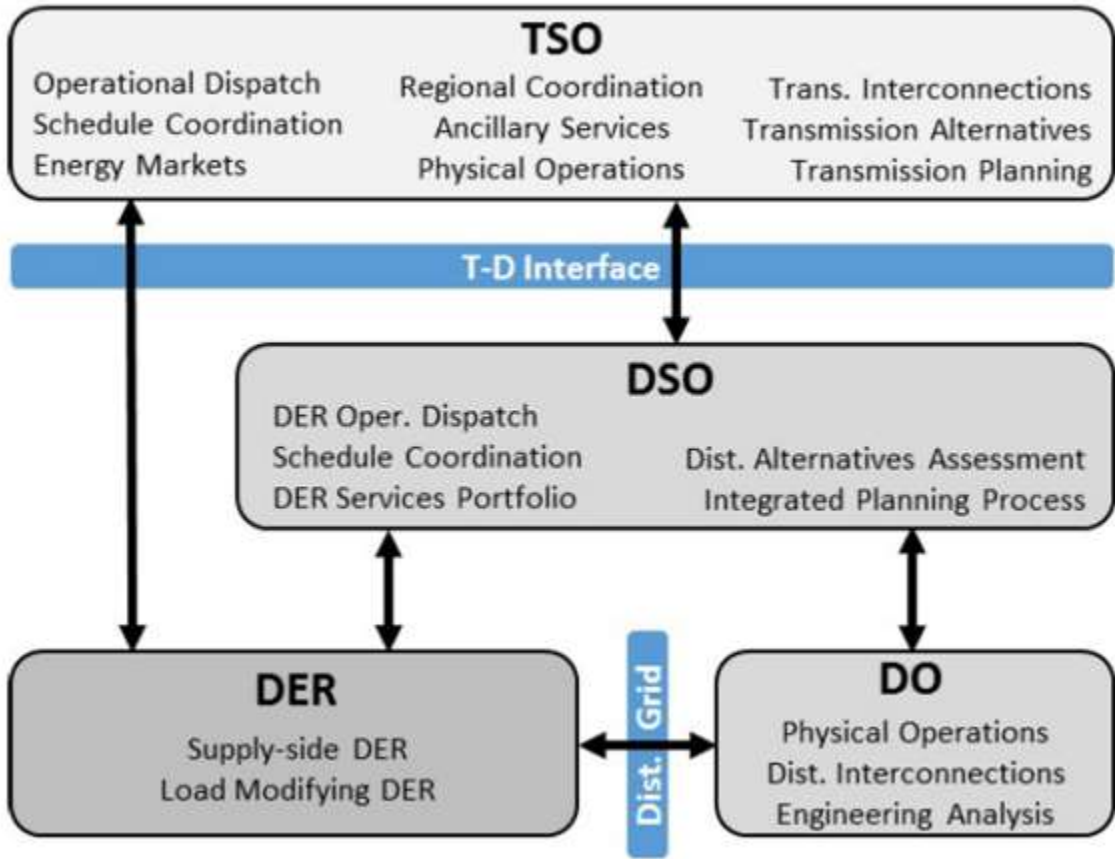 TSO
Operational Dispatch
Schedule Coordination
Energy Markets
Regional Coordination
Ancillary Services
Physical Operations
Trans. Interconnections
Transmission Alternatives
Transmission Planning
T-D Interface
DSO
DER Oper. Dispatch
Schedule Coordination
DER Services Portfolio
Dist. Alternatives Assessment
Integrated Planning Process
DER
Supply-side DER
Load Modifying DER
Dist. Grid
DO
Physical Operations
Dist. Interconnections
Engineering Analysis